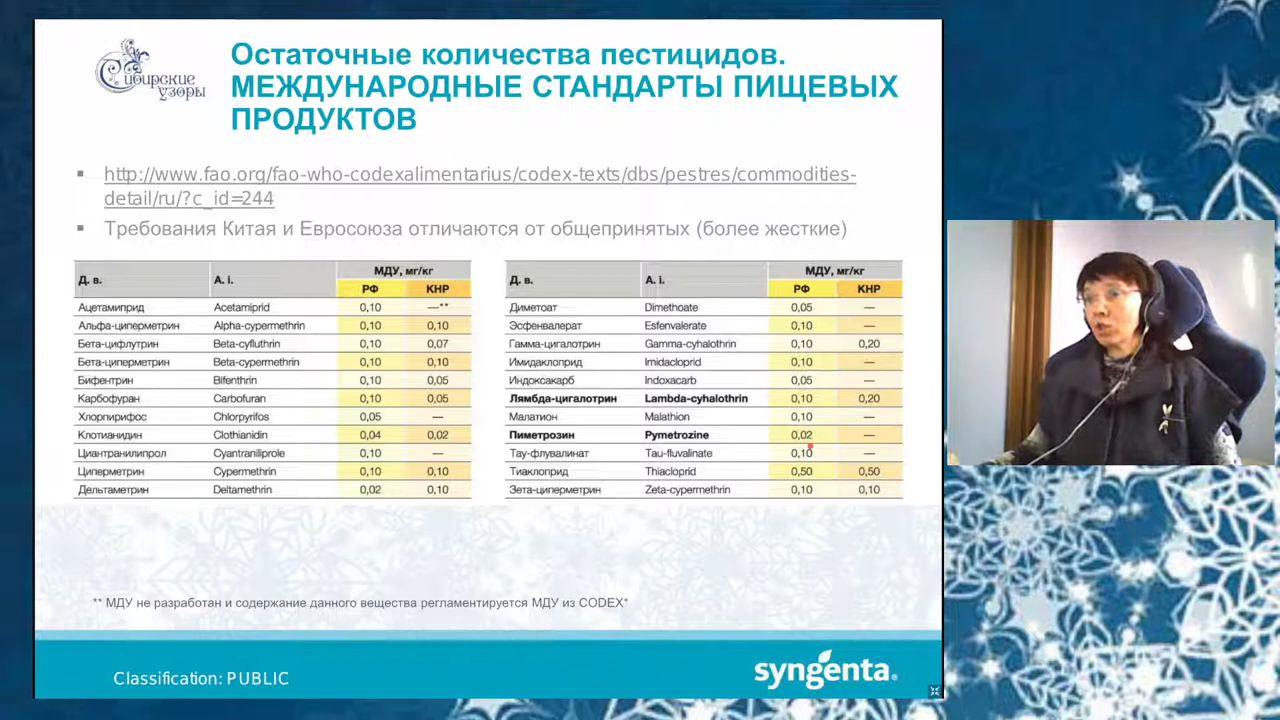 Сибирские
узоры
Остаточные количества пестицидов.
МЕЖДУНАРОДНЫЕ СТАНДАРТЫ ПИЩЕВЫХ
ПРОДУКТОВ
▪ http://www.fao.org/fao-who-codexalimentarius/codex-texts/dbs/pestres/commodities-
detail/ru/?c_id=244
▪ Требования Китая и Евросоюза отличаются от общепринятых (более жесткие)
Д. в. A. i. МДУ, мг/кг
РФ КНР
Ацетамиприд Acetamiprid 0,10 —**
Альфа-циперметрин Alpha-cypermethrin 0,10 0,10
Бета-цифлутрин Beta-cyfluthrin 0,10 0,07
Бета-циперметрин Beta-cypermethrin 0,10 0,10
Бифентрин Bifenthrin 0,10 0,05
Карбофуран Carbofuran 0,10 0,05
Хлорпирифос Chlorpyrifos 0,05 —
Клотианидин Clothianidin 0,04 0,02
Циантранилипрол Cyantraniliprole 0,10 —
Циперметрин Cypermethrin 0,10 0,10
Дельтаметрин Deltamethrin 0,02 0,10
Д. в. A. i. МДУ, мг/кг
РФ КНР
Диметоат Dimethoate 0,05 —
Эсфенвалерат Esfenvalerate 0,10 —
Гамма-цигалотрин Gamma-cyhalothrin 0,10 0,20
Имидаклоприд Imidacloprid 0,10 —
Индоксакарб Indoxacarb 0,05 —
Лямбда-цигалотрин Lambda-cyhalothrin 0,10 0,20
Малатион Malathion 0,10 —
Пиметрозин Pymetrozine 0,02 —
Тау-флувалинат Tau-fluvalinate 0,10 —
Тиаклоприд Thiacloprid 0,50 0,50
Зета-циперметрин Zeta-cypermethrin 0,10 0,10
** МДУ не разработан и содержание данного вещества регламентируется МДУ из CODEX*
Classification: PUBLIC
syngenta.